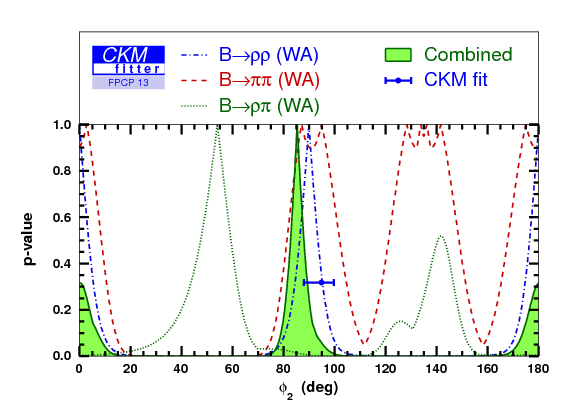 CKM
fitter
FPCP 13
B→ρρ (WA)
B→ππ (WA)
B→ρπ (WA)
Combined
CKM fit
1.0
0.8
0.6
0.4
0.2
0.0
p-value
0 20 40 60 80 100 120 140 160 180
ϕ2 (deg)